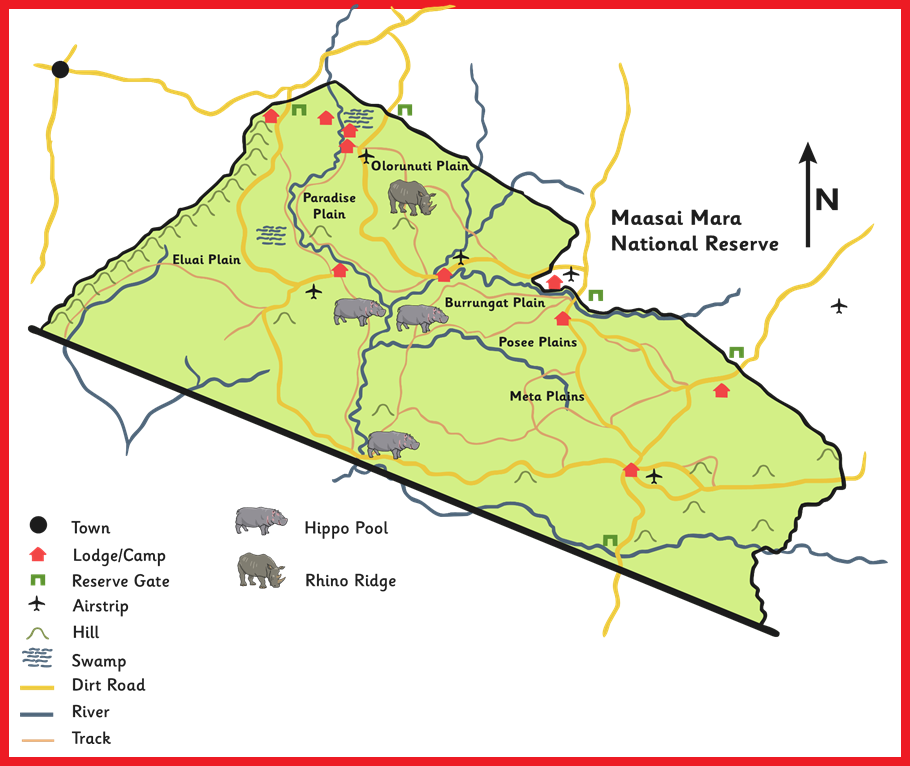 Olorunuti Plain
Paradise
Plain
N
Maasai Mara
National Reserve
Eluai Plain
Burrungat Plain
Posee Plains
Meta Plains
Town
Lodge/Camp
Reserve Gate
Airstrip
Hill
Swamp
Dirt Road
River
Track
Hippo Pool
Rhino Ridge